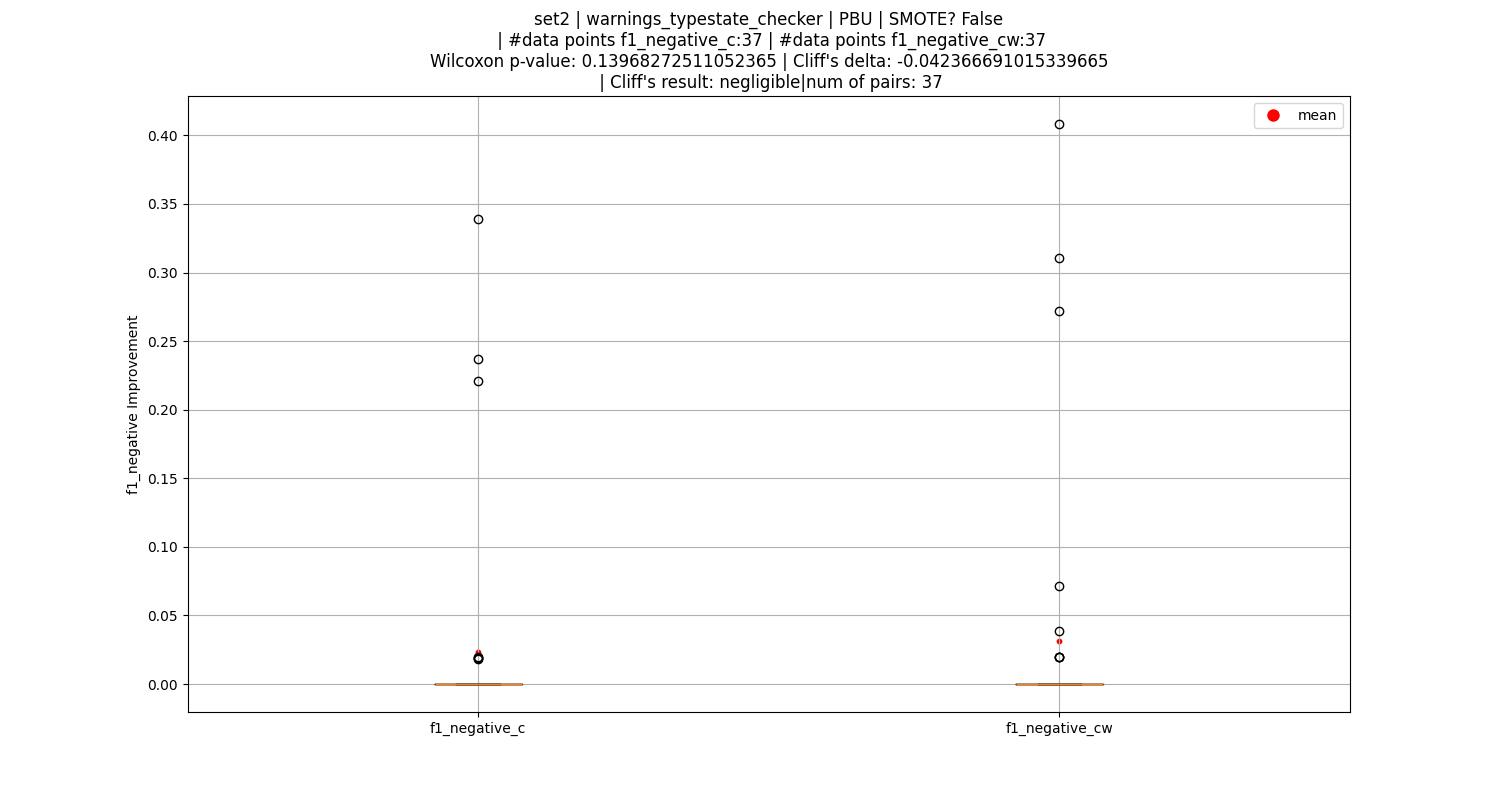 set2 | warnings_typestate_checker | PBU | SMOTE? False
| #data points f1_negative_c:37 | #data points f1_negative_cw:37
Wilcoxon p-value: 0.13968272511052365 | Cliff's delta: -0.042366691015339665
| Cliff's result: negligible|num of pairs: 37
mean
f1_negative Improvement
0.40
0.35
0.30
0.25
0.20
0.15
0.10
0.05
0.00
f1_negative_c
f1_negative_cw